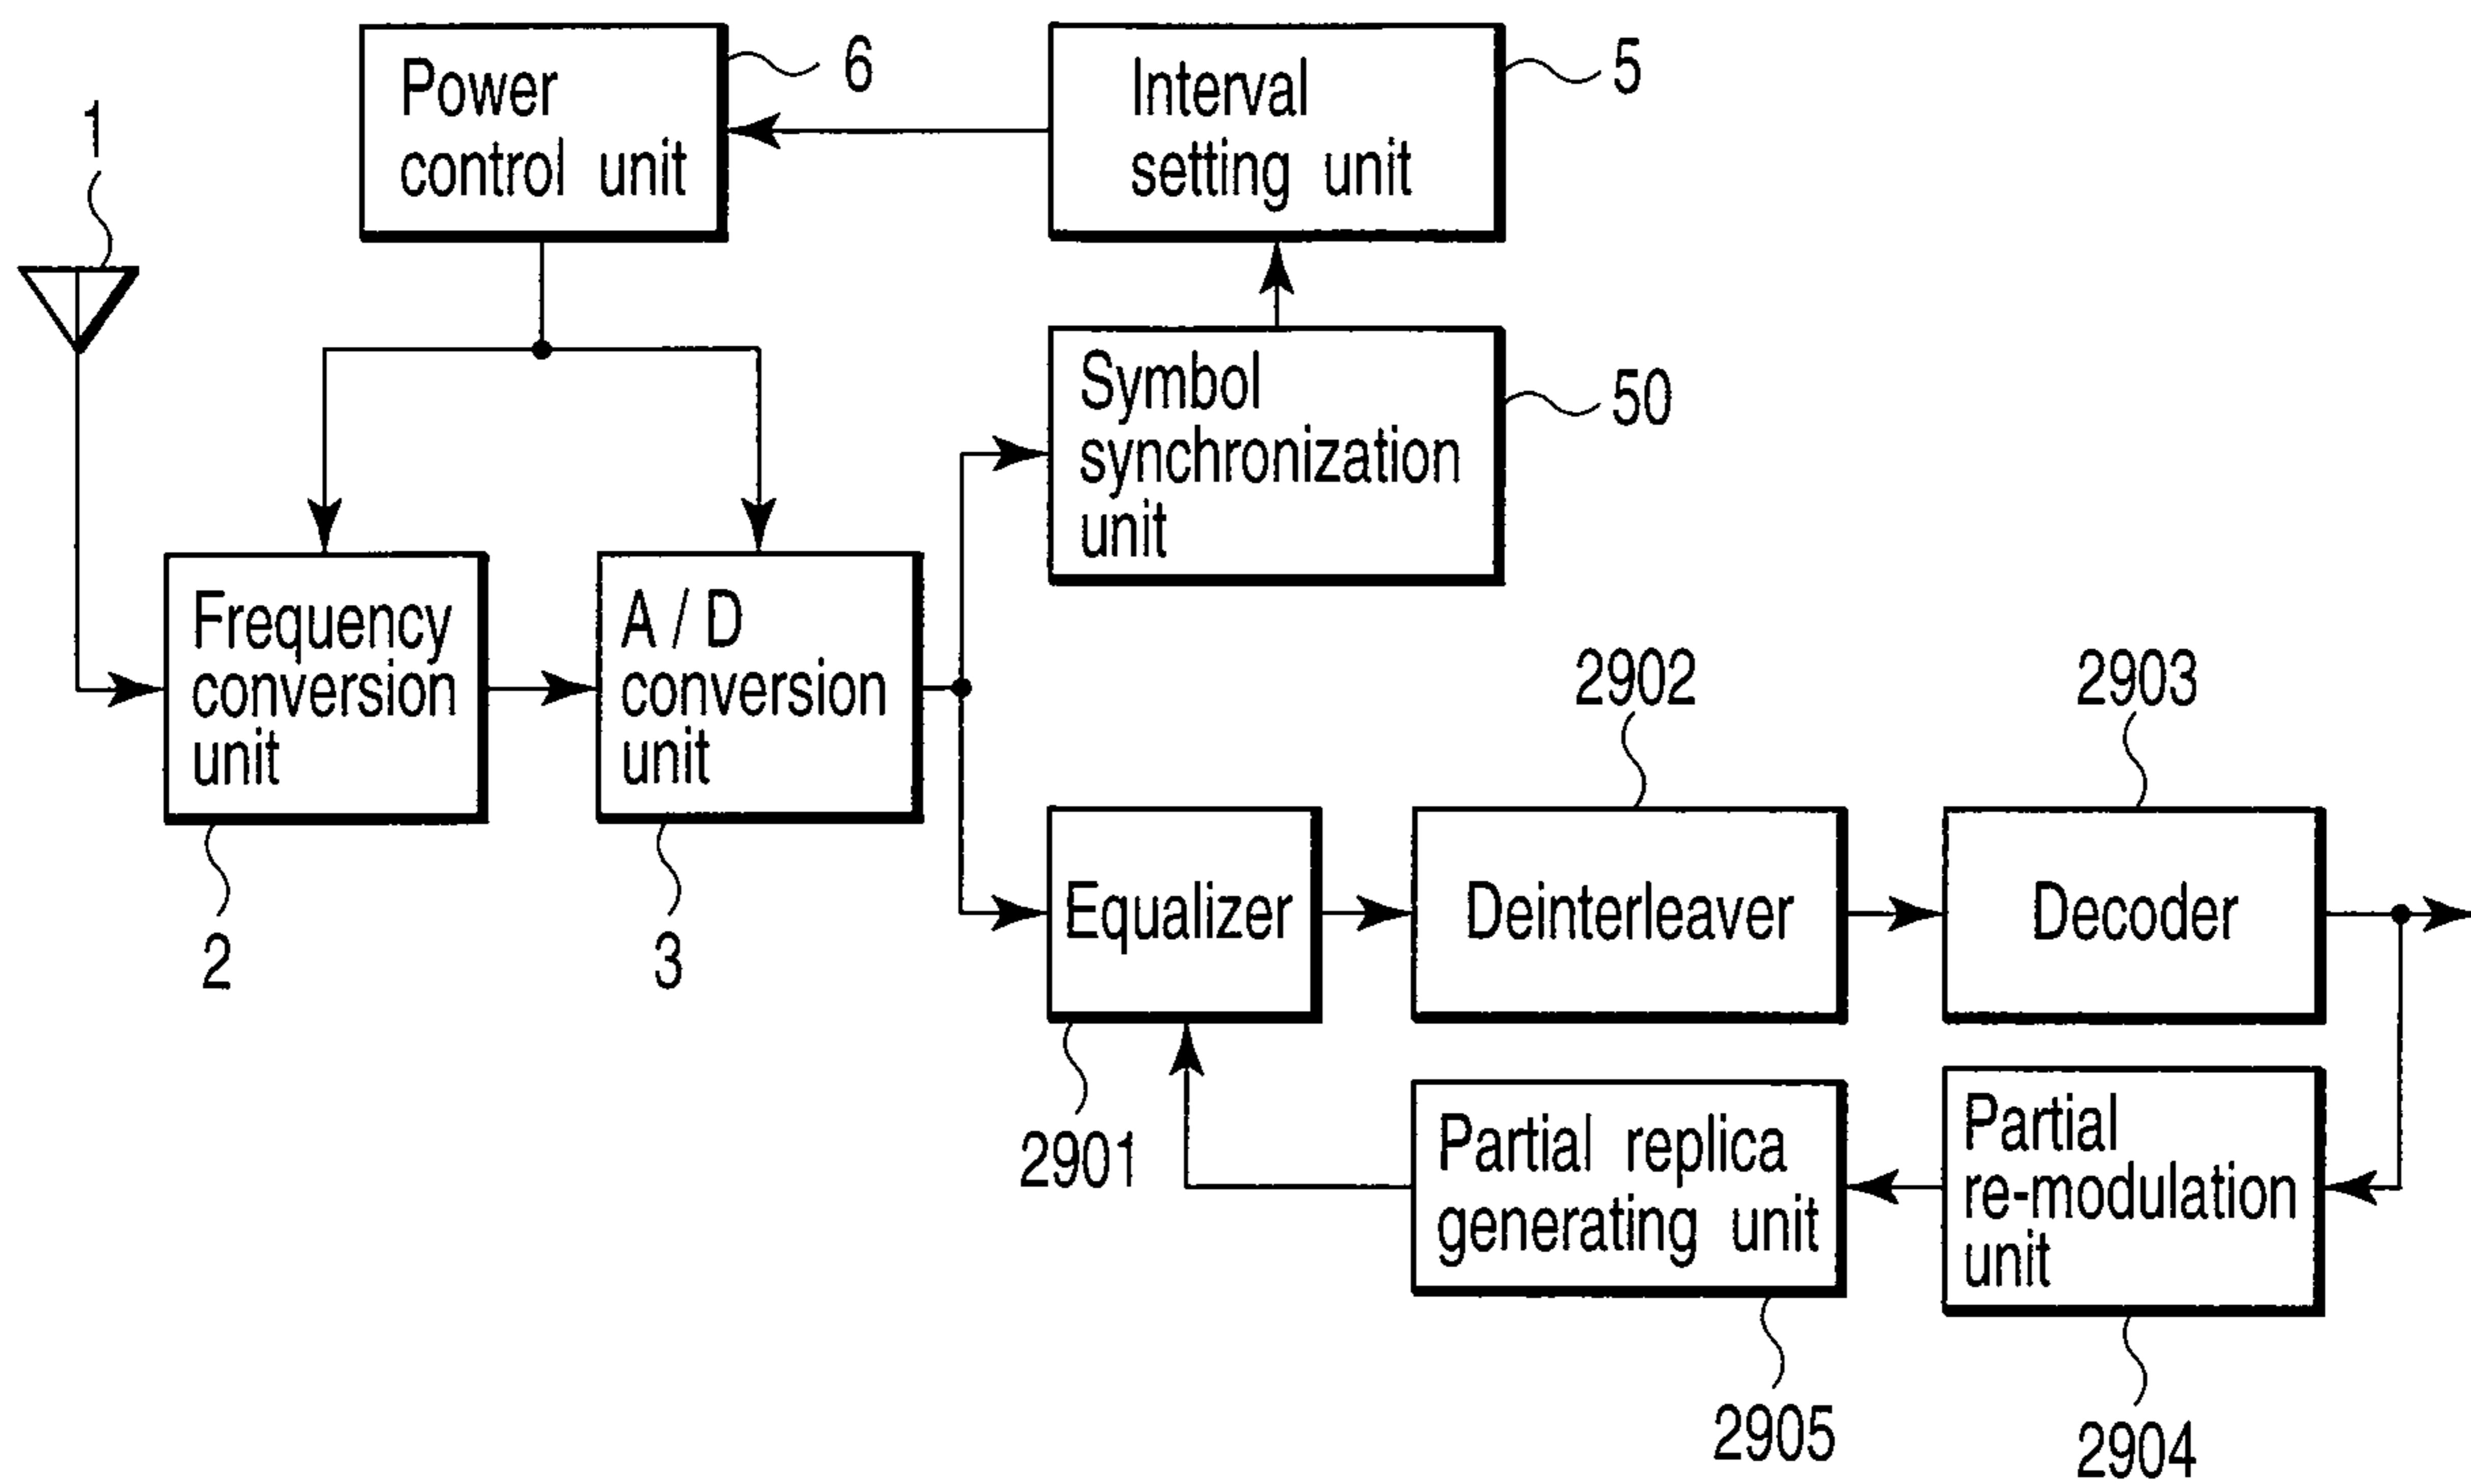 6
Power
control unit
5
Interval
setting unit
1
50
Symbol
synchronization
unit
Frequency
conversion
unit
2
A / D
conversion
unit
3
2902
2903
Equalizer
Deinterleaver
Decoder
2901
Partial replica
generating unit
Partial
re-modulation
unit
2905
2904